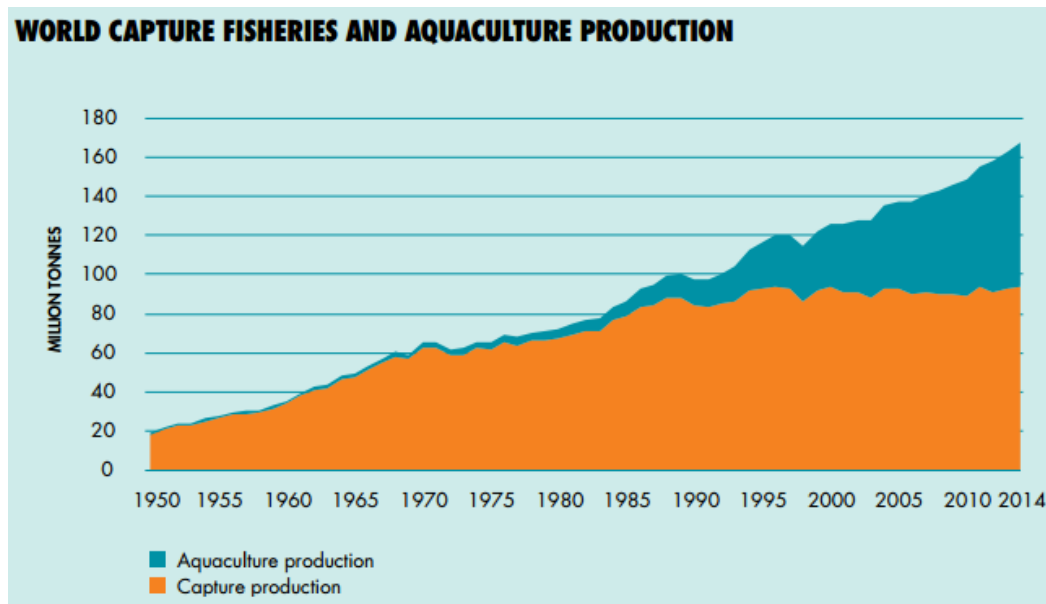 WORLD CAPTURE FISHERIES AND AQUACULTURE PRODUCTION
180
160
140
120
100
80
60
40
20
0
MILLION TONNES
1950 1955 1960 1965 1970 1975 1980 1985 1990 1995 2000 2005 2010 2014
Aquaculture production
Capture production